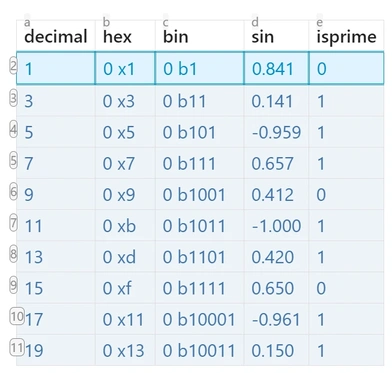 a b c d e
decimal hex bin sin isprime
2 1 0 x1 0 b1 0.841 0
3 3 0 x3 0 b11 0.141 1
4 5 0 x5 0 b101 -0.959 1
5 7 0 x7 0 b111 0.657 1
6 9 0 x9 0 b1001 0.412 0
7 11 0 xb 0 b1011 -1.000 1
8 13 0 xd 0 b1101 0.420 1
9 15 0 xf 0 b1111 0.650 0
10 17 0 x11 0 b10001 -0.961 1
11 19 0 x13 0 b10011 0.150 1